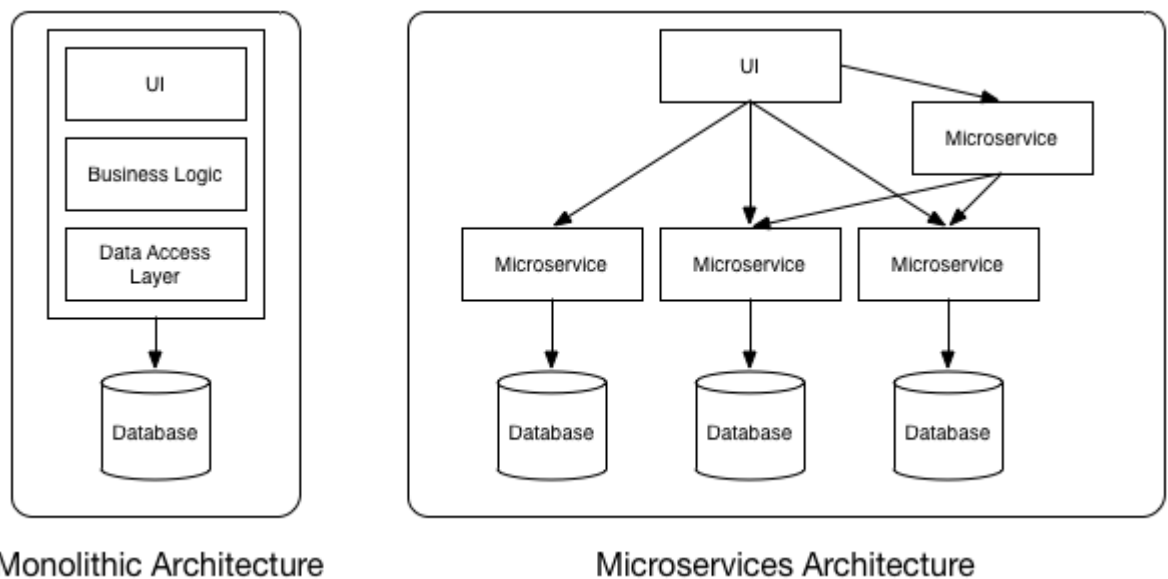 UI
Business Logic
Data Access
Layer
Database
Monolithic Architecture
UI
Microservice
Microservice
Microservice
Microservice
Database
Database
Database
Microservices Architecture